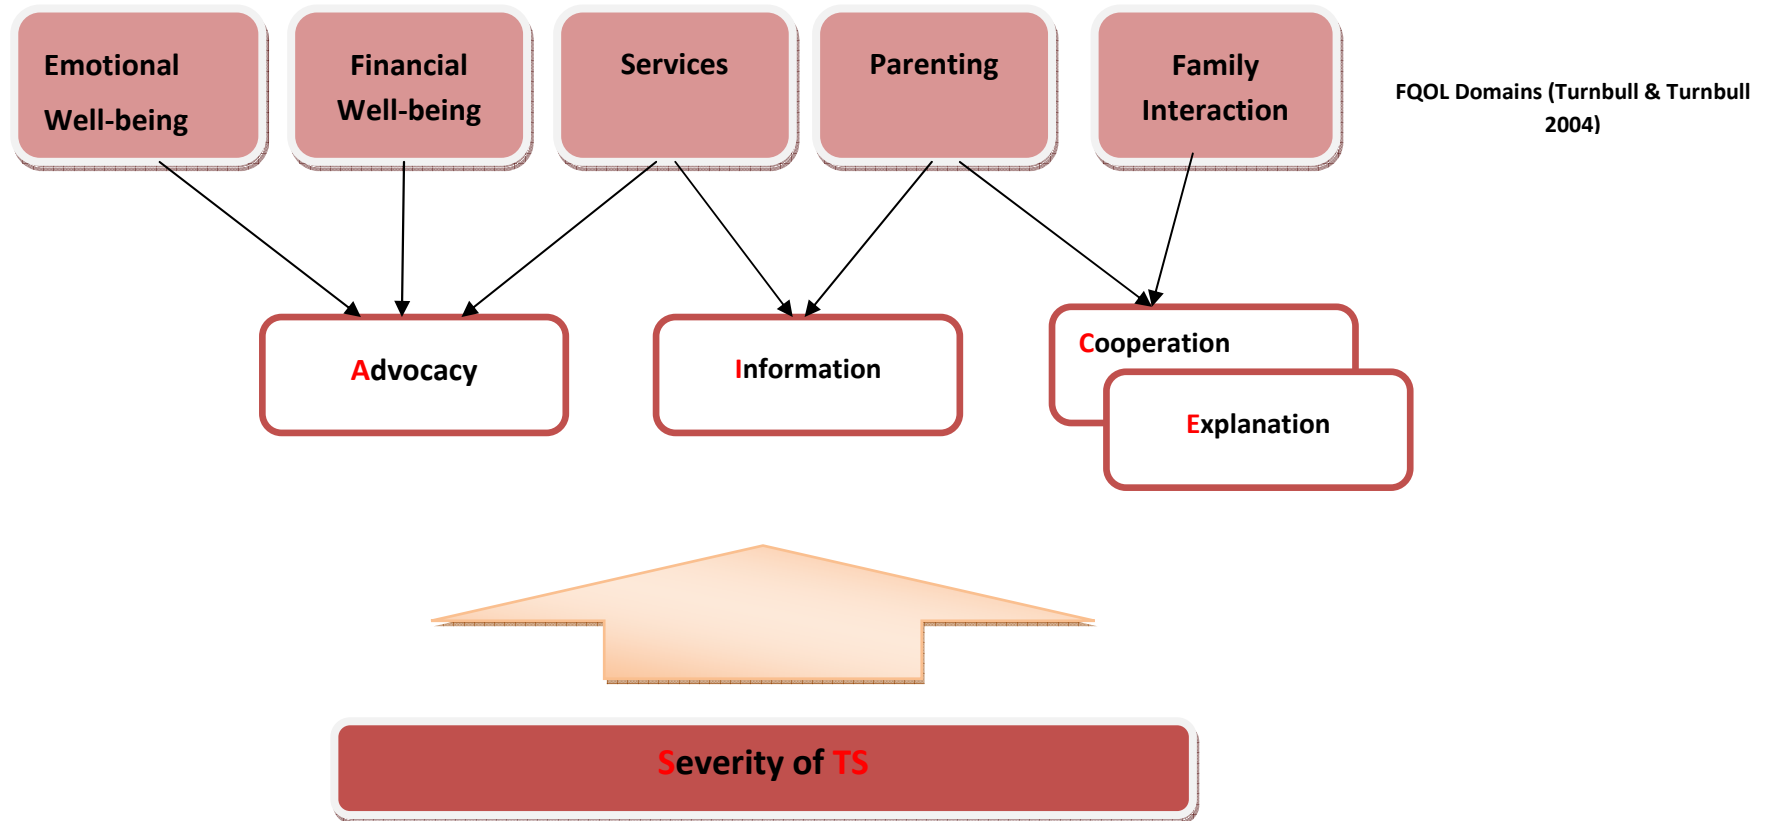 Emotional
Well-being
Financial
Well-being
Services
Parenting
Family
Interaction
FQOL Domains (Turnbull & Turnbull
2004)
Advocacy
Information
Cooperation
Explanation
Severity of TS